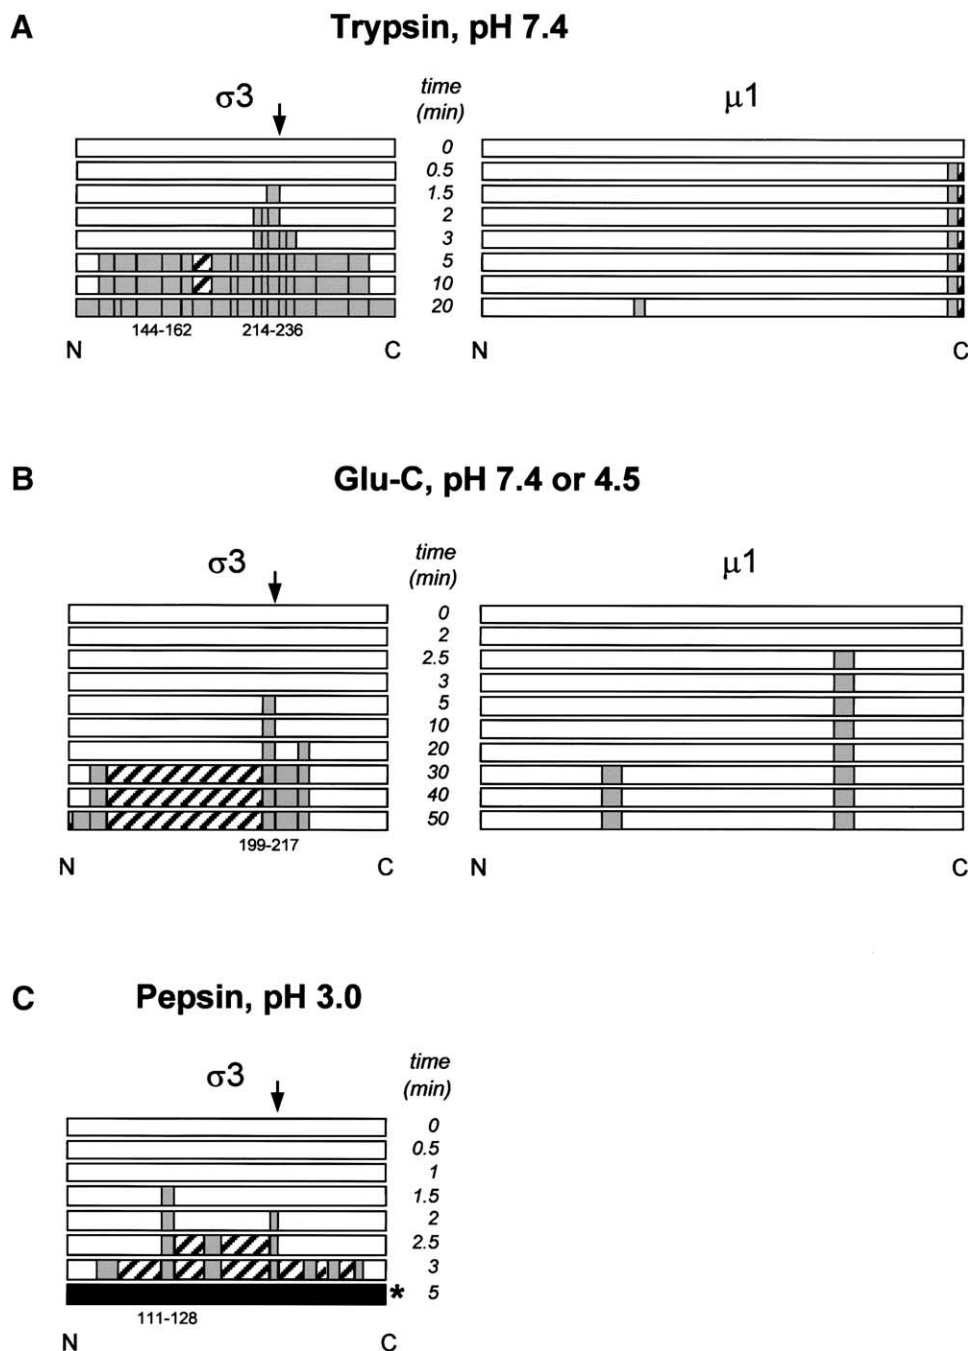 A
Trypsin, pH 7.4
σ3
time
(min)
μ1
0
0.5
1.5
2
3
5
10
20
144-162
214-236
N
C
N
C
B
Glu-C, pH 7.4 or 4.5
σ3
time
(min)
μ1
0
2
2.5
3
5
10
20
30
40
50
199-217
N
C
N
C
C
Pepsin, pH 3.0
σ3
time
(min)
0
0.5
1
1.5
2
2.5
3
* 5
111-128
N
C